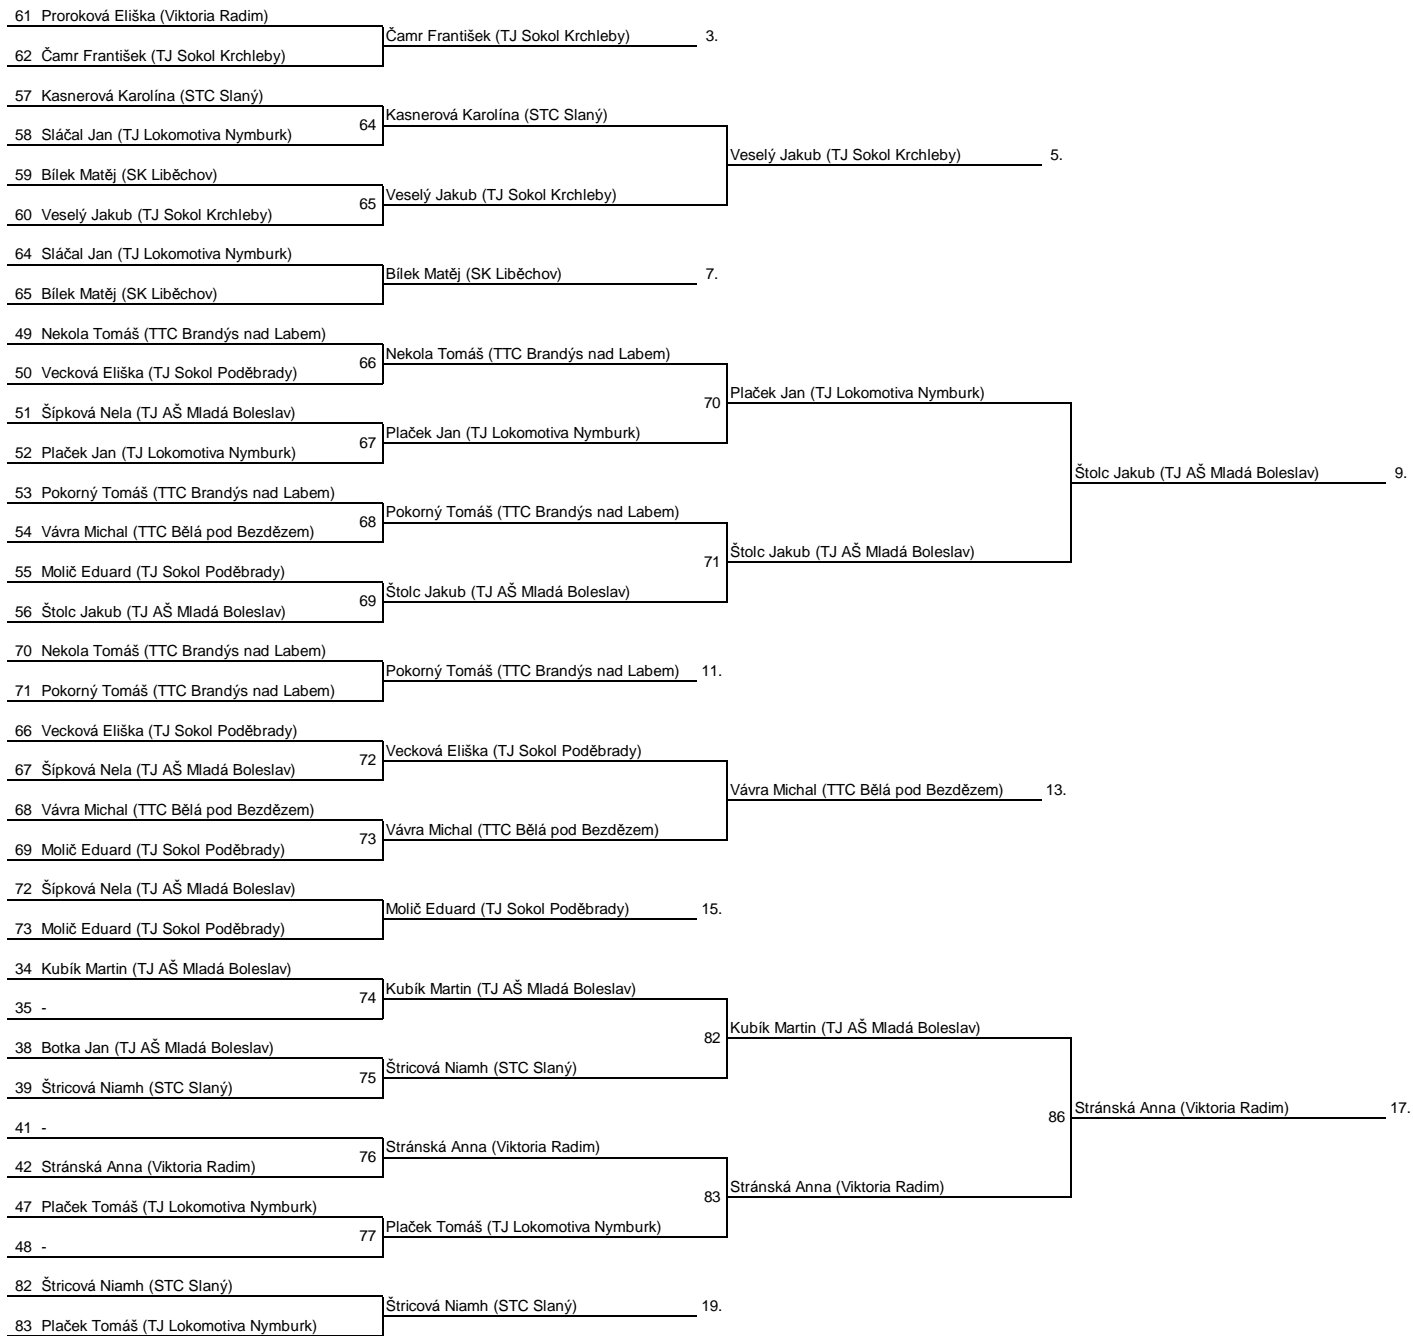 61 Proroková Eliška (Viktoria Radim)
Čamr František (TJ Sokol Krchleby) 3.
62 Čamr František (TJ Sokol Krchleby)
57 Kasnerová Karolína (STC Slaný)
64 Kasnerová Karolína (STC Slaný)
58 Sláčal Jan (TJ Lokomotiva Nymburk)
Veselý Jakub (TJ Sokol Krchleby) 5.
59 Bílek Matěj (SK Liběchov)
65 Veselý Jakub (TJ Sokol Krchleby)
60 Veselý Jakub (TJ Sokol Krchleby)
64 Sláčal Jan (TJ Lokomotiva Nymburk)
Bílek Matěj (SK Liběchov) 7.
65 Bílek Matěj (SK Liběchov)
49 Nekola Tomáš (TTC Brandýs nad Labem)
66 Nekola Tomáš (TTC Brandýs nad Labem)
50 Vecková Eliška (TJ Sokol Poděbrady)
70 Plaček Jan (TJ Lokomotiva Nymburk)
51 Šípková Nela (TJ AŠ Mladá Boleslav)
67 Plaček Jan (TJ Lokomotiva Nymburk)
52 Plaček Jan (TJ Lokomotiva Nymburk)
Štolc Jakub (TJ AŠ Mladá Boleslav) 9.
53 Pokorný Tomáš (TTC Brandýs nad Labem)
68 Pokorný Tomáš (TTC Brandýs nad Labem)
54 Vávra Michal (TTC Bělá pod Bezdězem)
71 Štolc Jakub (TJ AŠ Mladá Boleslav)
55 Molič Eduard (TJ Sokol Poděbrady)
69 Štolc Jakub (TJ AŠ Mladá Boleslav)
56 Štolc Jakub (TJ AŠ Mladá Boleslav)
70 Nekola Tomáš (TTC Brandýs nad Labem)
Pokorný Tomáš (TTC Brandýs nad Labem) 11.
71 Pokorný Tomáš (TTC Brandýs nad Labem)
66 Vecková Eliška (TJ Sokol Poděbrady)
72 Vecková Eliška (TJ Sokol Poděbrady)
67 Šípková Nela (TJ AŠ Mladá Boleslav)
Vávra Michal (TTC Bělá pod Bezdězem) 13.
68 Vávra Michal (TTC Bělá pod Bezdězem)
73 Vávra Michal (TTC Bělá pod Bezdězem)
69 Molič Eduard (TJ Sokol Poděbrady)
72 Šípková Nela (TJ AŠ Mladá Boleslav)
Molič Eduard (TJ Sokol Poděbrady) 15.
73 Molič Eduard (TJ Sokol Poděbrady)
34 Kubík Martin (TJ AŠ Mladá Boleslav)
74 Kubík Martin (TJ AŠ Mladá Boleslav)
35 -
82 Kubík Martin (TJ AŠ Mladá Boleslav)
38 Botka Jan (TJ AŠ Mladá Boleslav)
75 Štricová Niamh (STC Slaný)
39 Štricová Niamh (STC Slaný)
86 Stránská Anna (Viktoria Radim) 17.
41 -
76 Stránská Anna (Viktoria Radim)
42 Stránská Anna (Viktoria Radim)
83 Stránská Anna (Viktoria Radim)
47 Plaček Tomáš (TJ Lokomotiva Nymburk)
77 Plaček Tomáš (TJ Lokomotiva Nymburk)
48 -
82 Štricová Niamh (STC Slaný)
Štricová Niamh (STC Slaný) 19.
83 Plaček Tomáš (TJ Lokomotiva Nymburk)